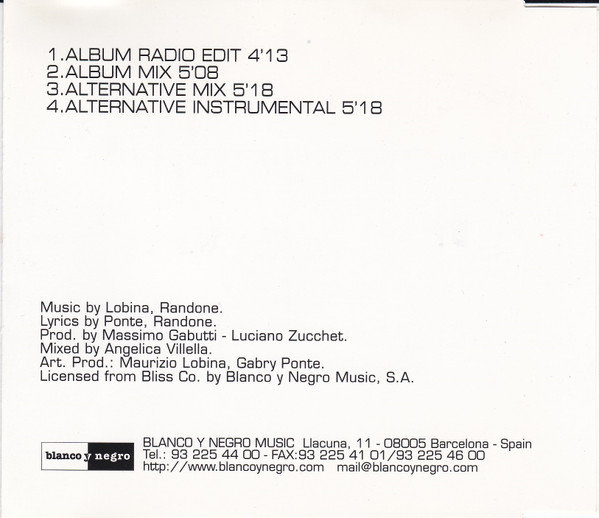 1.ALBUM RADIO EDIT 4'13
2.ALBUM MIX 5'08
3.ALTERNATIVE MIX 5'18
4.ALTERNATIVE INSTRUMENTAL 5'18
Music by Lobina, Randone.
Lyrics by Ponte, Randone.
Prod. by Massimo Gabutti - Luciano Zucchet.
Mixed by Angelica Villella.
Art. Prod.: Maurizio Lobina, Gabry Ponte.
Licensed from Bliss Co. by Blanco y Negro Music, S.A.
blanco y negro
BLANCO Y NEGRO MUSIC Llacuna, 11 - 08005 Barcelona - Spain
Tel.: 93 225 44 00 - FAX:93 225 41 01/93 225 46 00
http://www.blancoynegro.com mail@blancoynegro.com